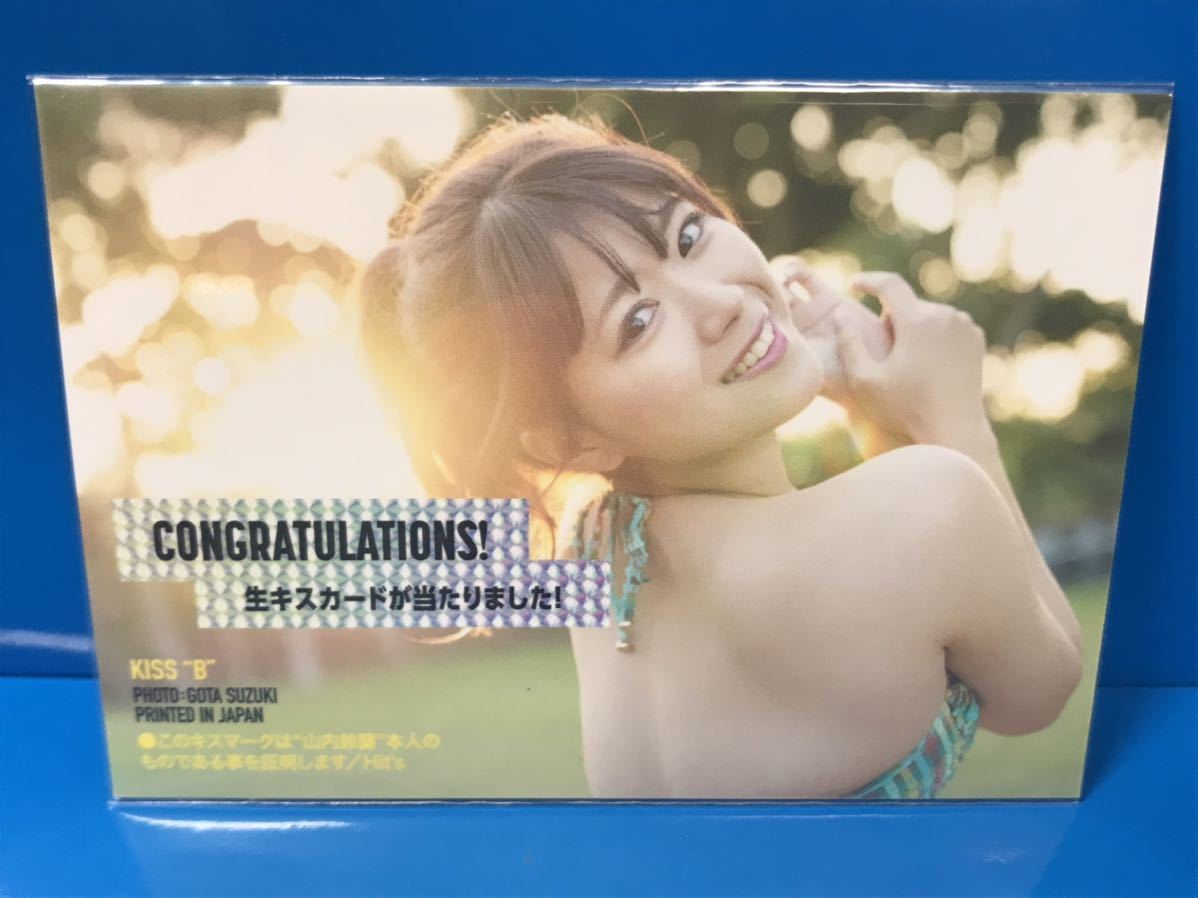 CONGRATULATIONS!
生キスカードが当たりました!
KISS "B"
PHOTO:GOTA SUZUKI
PRINTED IN JAPAN
●このキスマークは"山内鈴蘭"本人の
ものである事を証明します/Hit's